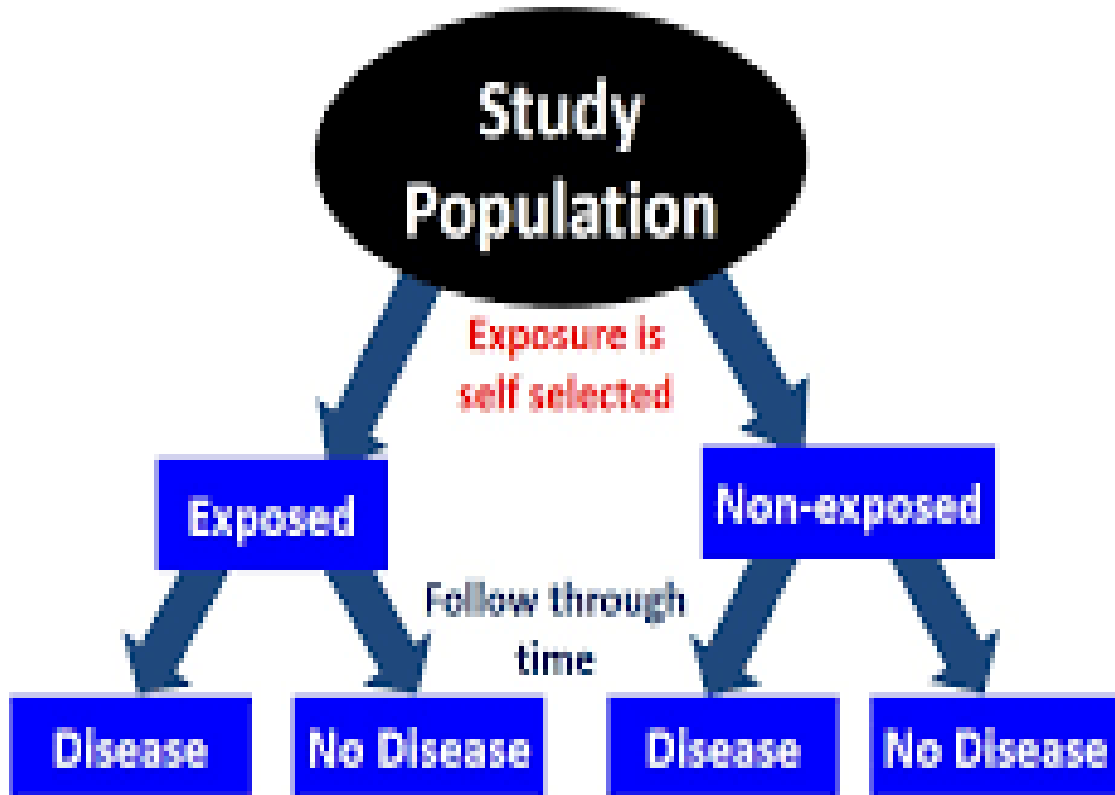 Study
Population
Exposure is
self selected
Exposed
Non-exposed
Follow through
time
Disease
No Disease
Disease
No Disease